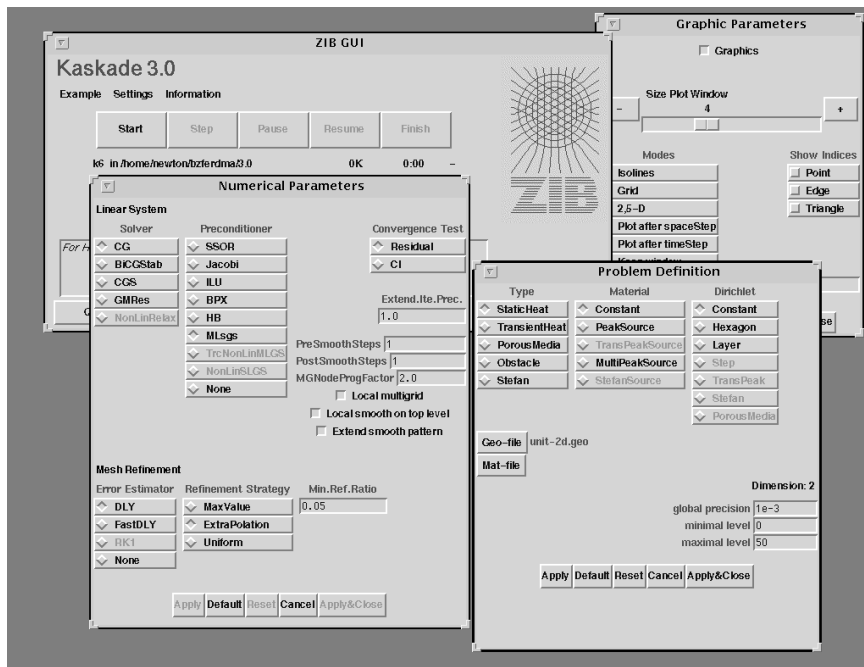 ZIB GUI
Kaskade 3.0
Example Settings Information
Start Step Pause Resume Finish
k6 in /home/newton/bzferdma/3.0 OK 0:00 –
ZIB
For H
Graphic Parameters
Graphics
Size Plot Window
4
- +
Modes
Isolines
Grid
2,5-D
Plot after spaceStep
Plot after timeStep
Show Indices
Point
Edge
Triangle
Numerical Parameters
Linear System
Solver
CG
BiCGStab
CGS
GMRes
NonLinRelax
Preconditioner
SSOR
Jacobi
ILU
BPX
HB
MLsgs
TrcNonLinMLGS
NonLinSLGS
None
Convergence Test
Residual
CI
Extend.Ite.Prec.
1.0
PreSmoothSteps 1
PostSmoothSteps 1
MGNodeProgFactor 2.0
Local multigrid
Local smooth on top level
Extend smooth pattern
Mesh Refinement
Error Estimator
DLY
FastDLY
RK1
None
Refinement Strategy
MaxValue
ExtraPolation
Uniform
Min.Ref.Ratio
0.05
Apply Default Reset Cancel Apply&Close
Problem Definition
Type
StaticHeat
TransientHeat
PorousMedia
Obstacle
Stefan
Material
Constant
PeakSource
TransPeakSource
MultiPeakSource
StefanSource
Dirichlet
Constant
Hexagon
Layer
Step
TransPeak
Stefan
PorousMedia
Geo-file unit-2d.geo
Mat-file
Dimension: 2
global precision 1e-3
minimal level 0
maximal level 50
Apply Default Reset Cancel Apply&Close